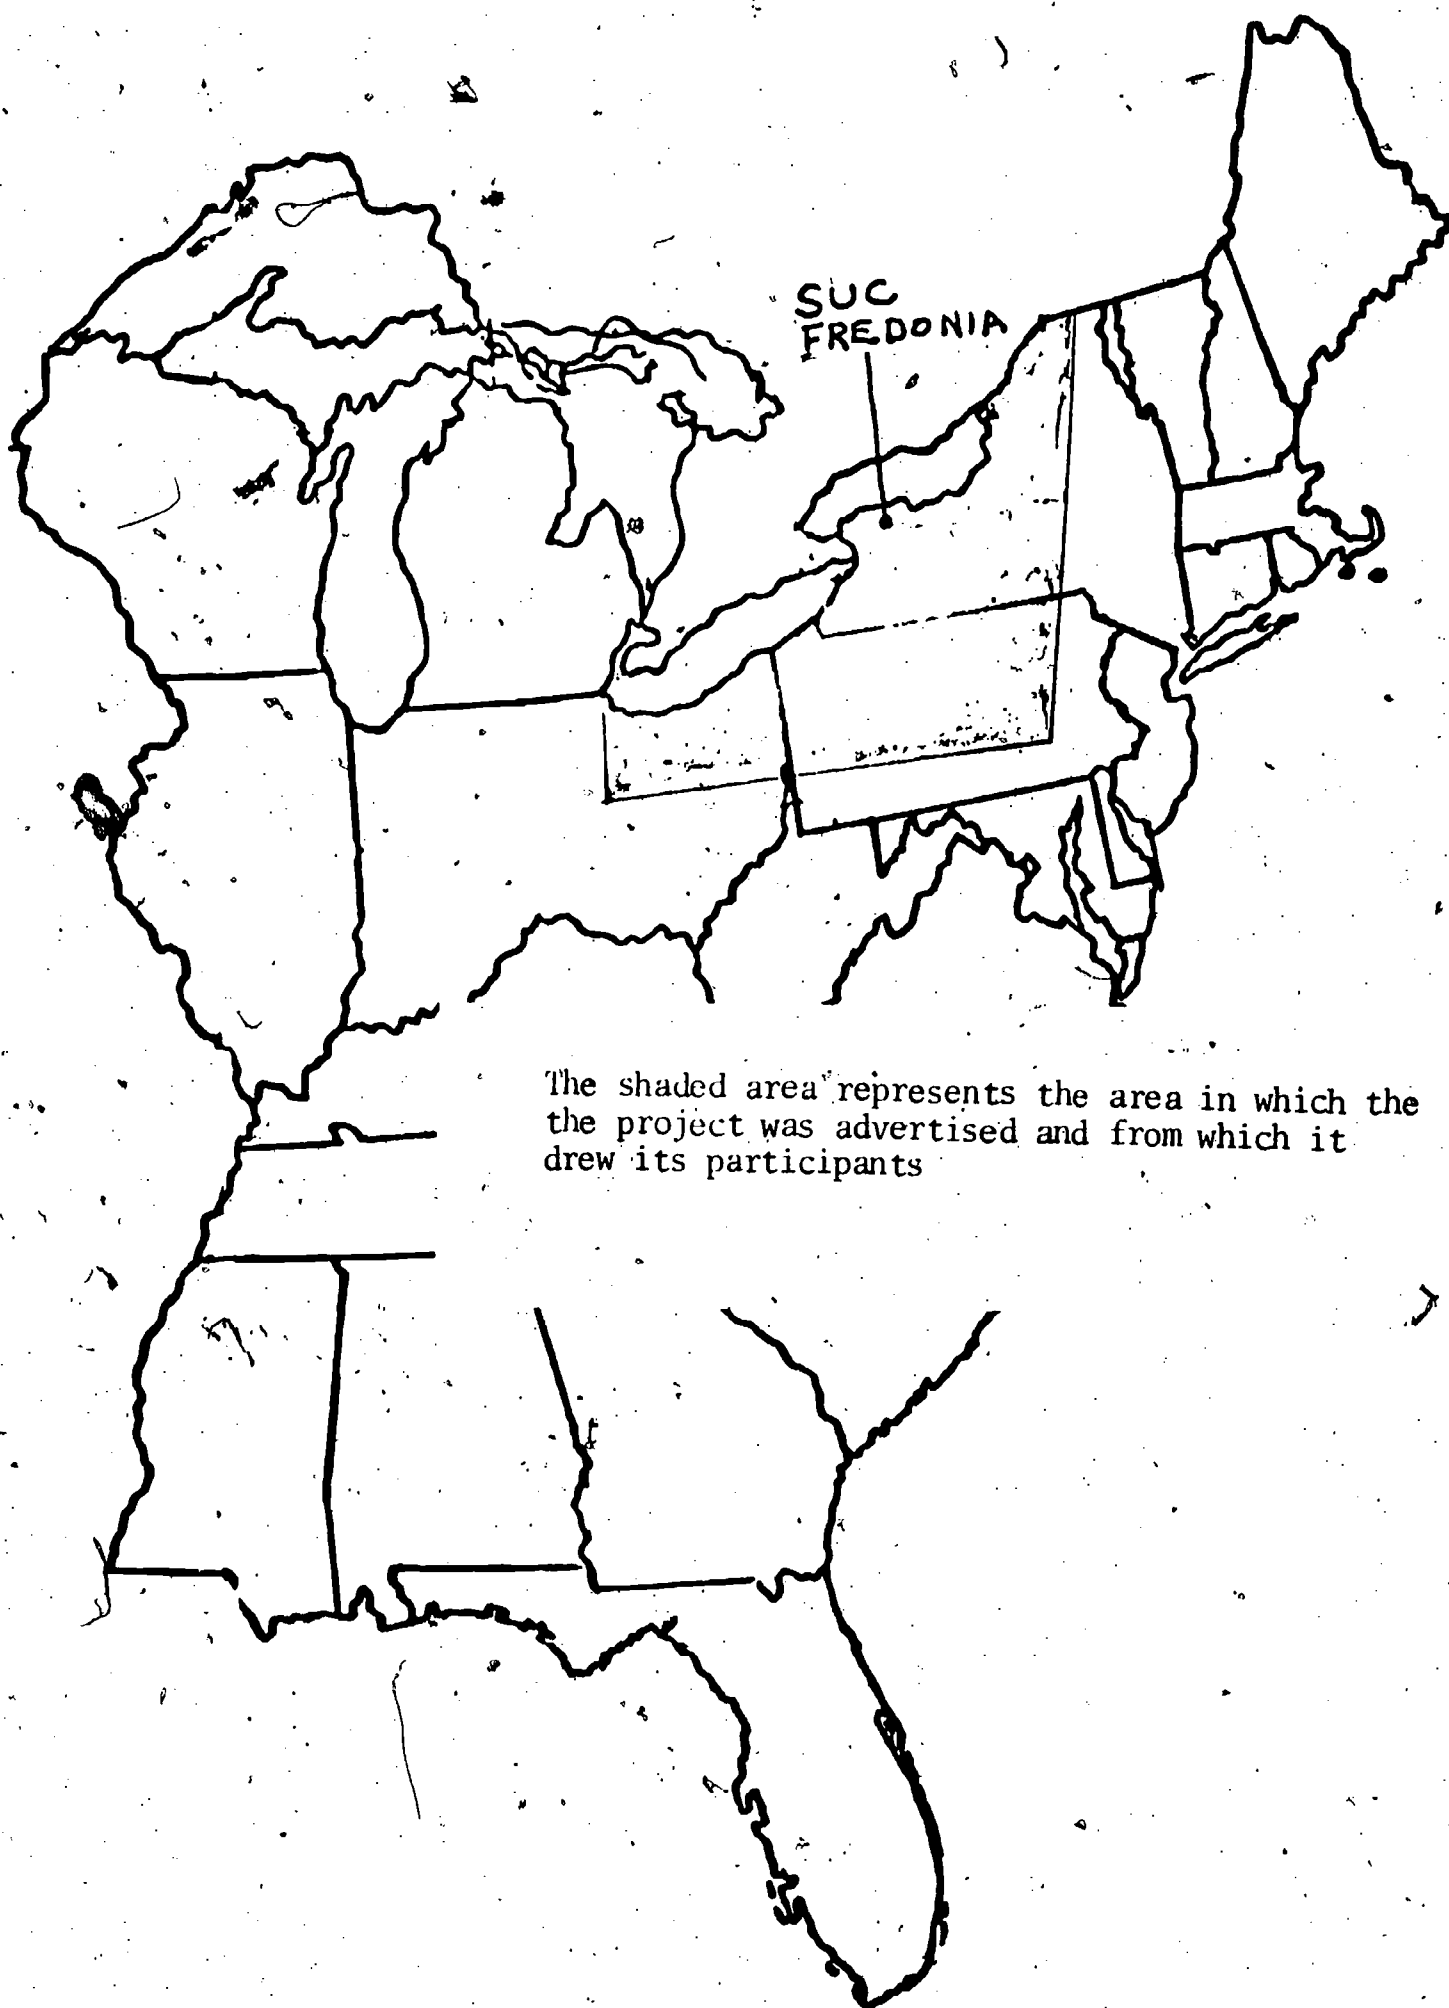 SUC
FREDONIA
The shaded area represents the area in which the
the project was advertised and from which it
drew its participants